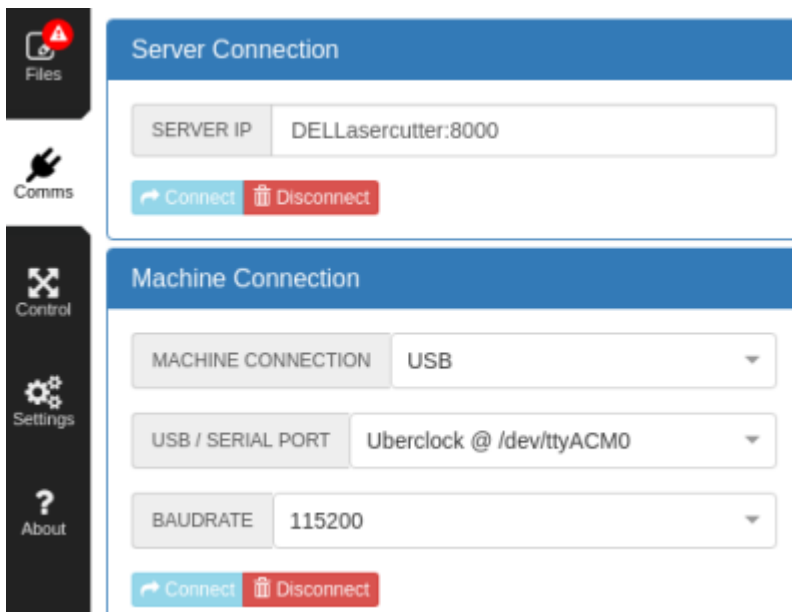 Files
Comms
Control
Settings
About
Server Connection
SERVER IP DELLasercutter:8000
Connect Disconnect
Machine Connection
MACHINE CONNECTION USB
USB / SERIAL PORT Uberclock @ /dev/ttyACM0
BAUDRATE 115200
Connect Disconnect